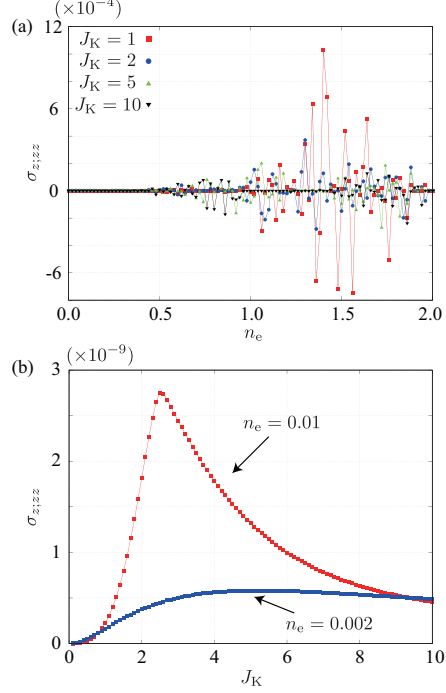 (×10⁻⁴)
(a)
12
J_K = 1
J_K = 2
J_K = 5
J_K = 10
6
σ_{z;zz}
0
-6
0.0 0.5 1.0 1.5 2.0
n_e
(×10⁻⁹)
(b)
3
n_e = 0.01
2
σ_{z;zz}
1
n_e = 0.002
0
0 2 4 6 8 10
J_K